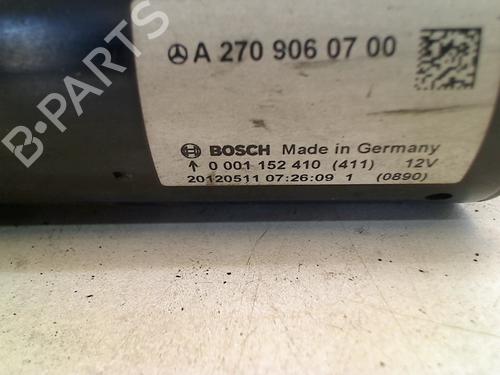 A 270 906 07 00
BOSCH Made in Germany
↑ 0 001 152 410 (411) 12V
20120511 07:26:09 1 (0890)
B-PARTS